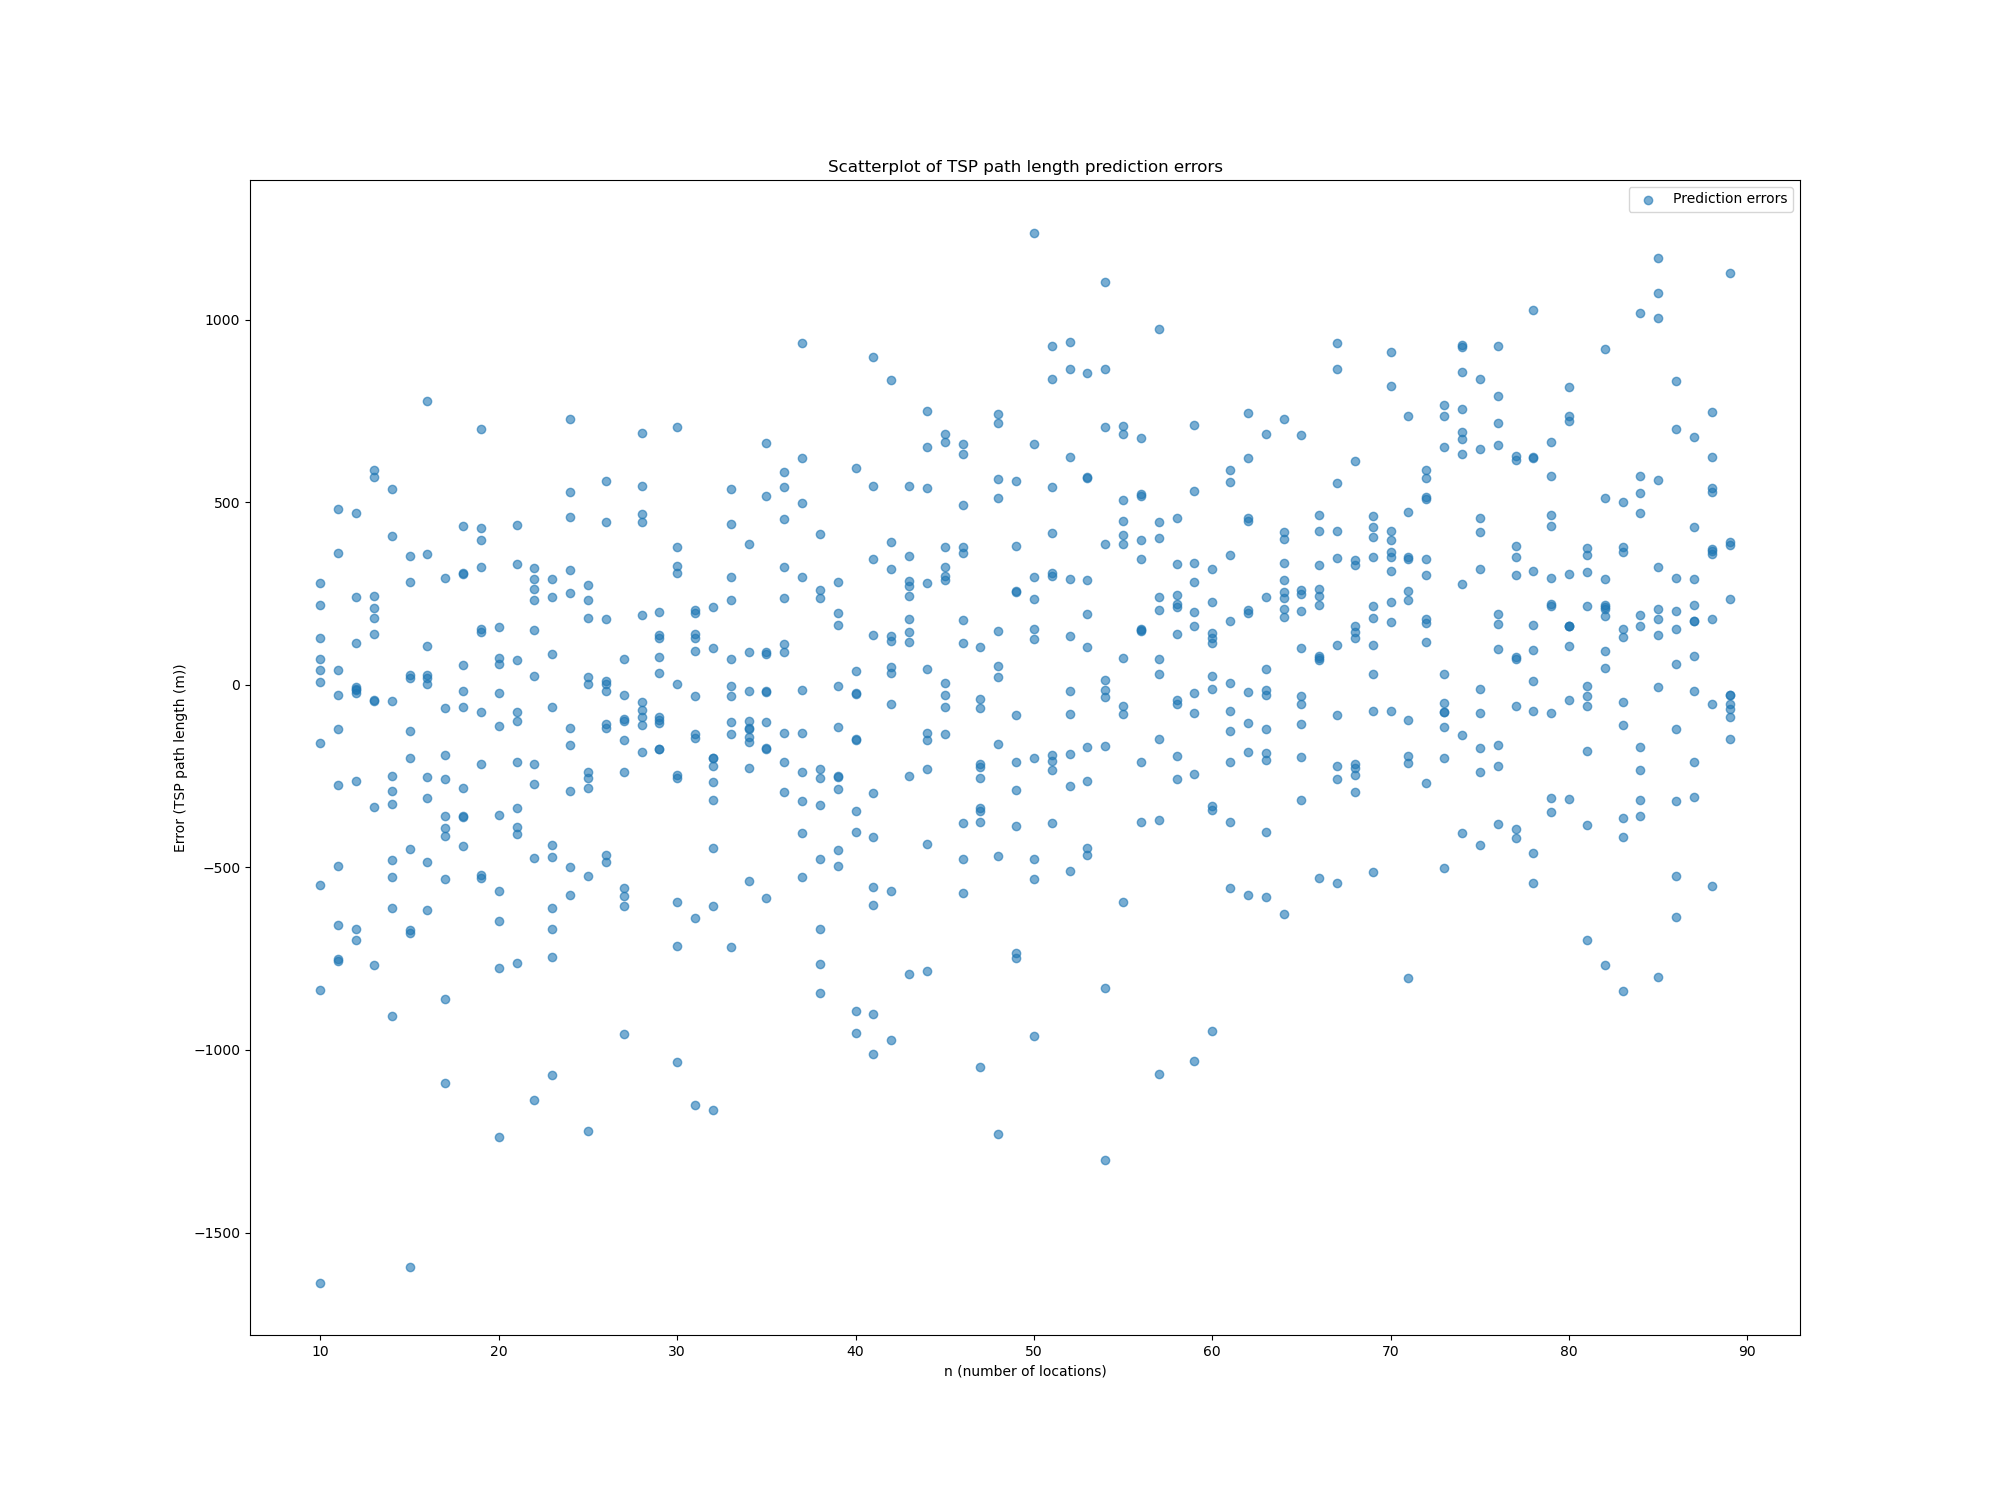 Scatterplot of TSP path length prediction errors
Prediction errors
1000
500
0
−500
−1000
−1500
Error (TSP path length (m))
10 20 30 40 50 60 70 80 90
n (number of locations)